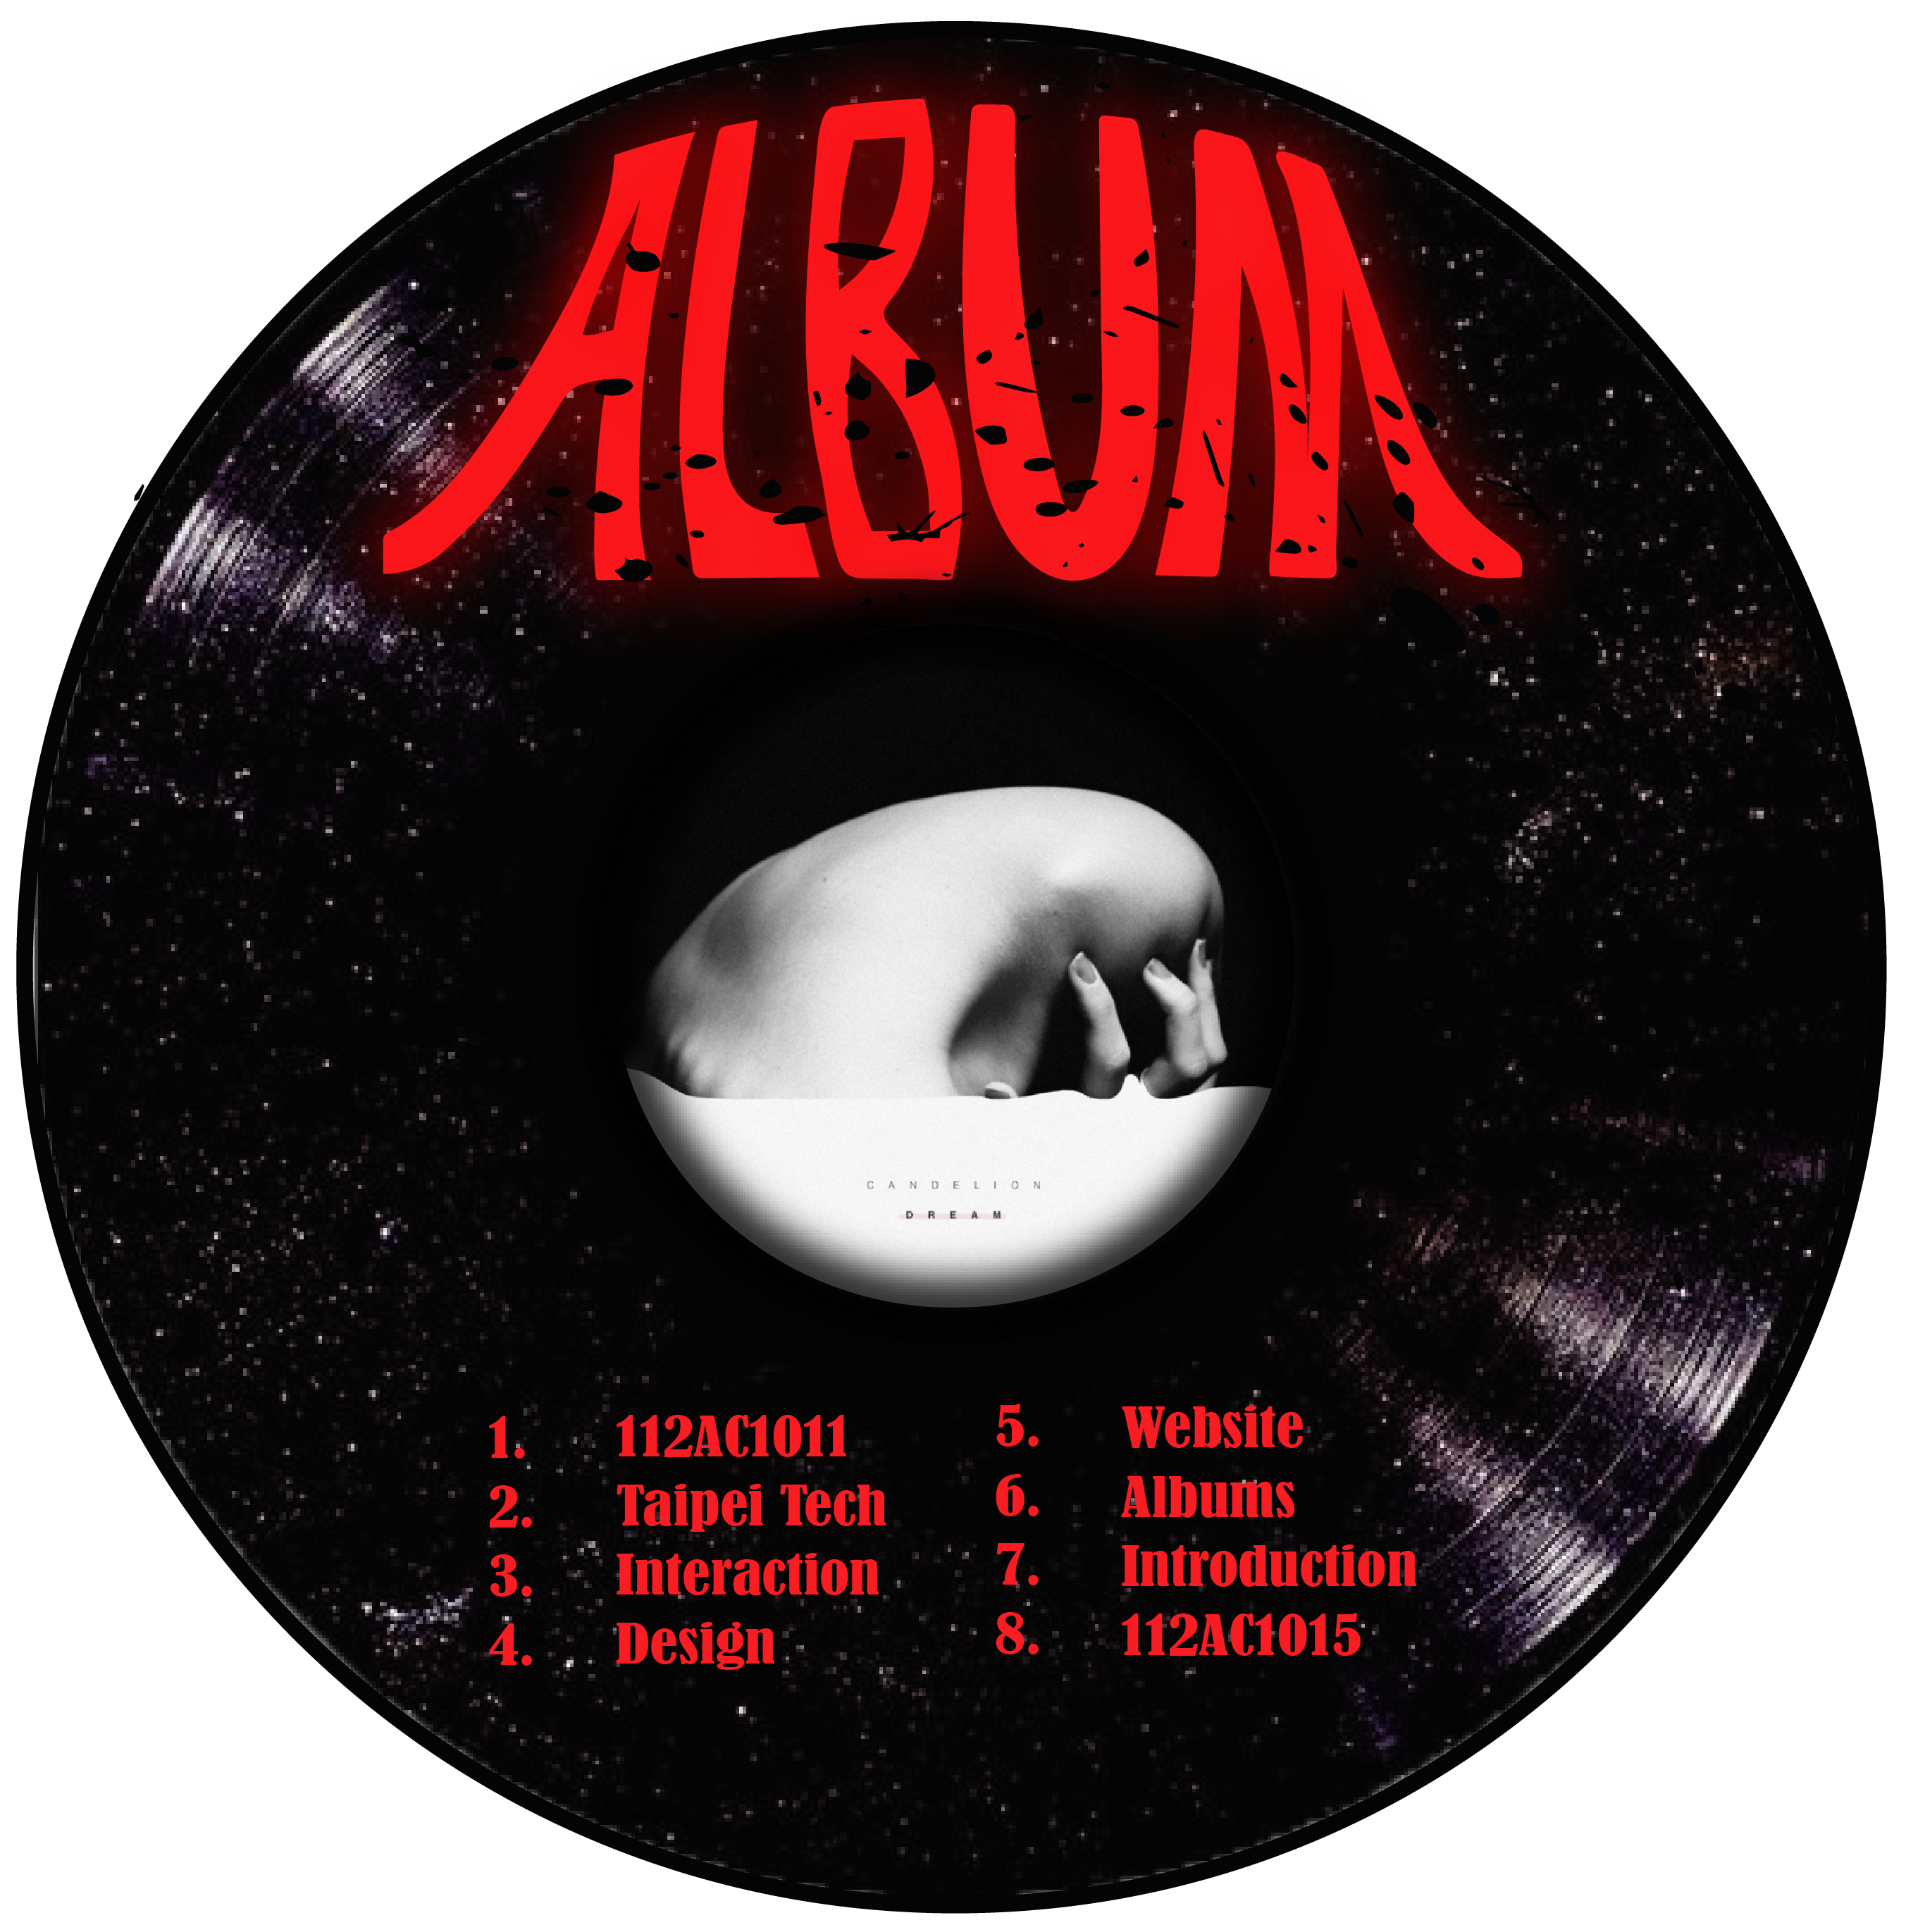 ALBUM
CANDELION
DREAM
1. 112AC1011
2. Taipei Tech
3. Interaction
4. Design
5. Website
6. Albums
7. Introduction
8. 112AC1015